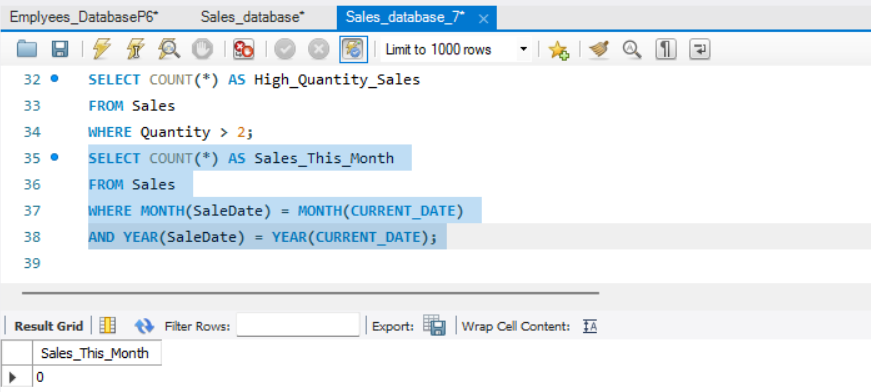 Emplyees_DatabaseP6* Sales_database* Sales_database_7* ×
Limit to 1000 rows
32 SELECT COUNT(*) AS High_Quantity_Sales
33 FROM Sales
34 WHERE Quantity > 2;
35 SELECT COUNT(*) AS Sales_This_Month
36 FROM Sales
37 WHERE MONTH(SaleDate) = MONTH(CURRENT_DATE)
38 AND YEAR(SaleDate) = YEAR(CURRENT_DATE);
39
Result Grid Filter Rows: Export: Wrap Cell Content: IA
Sales_This_Month
0